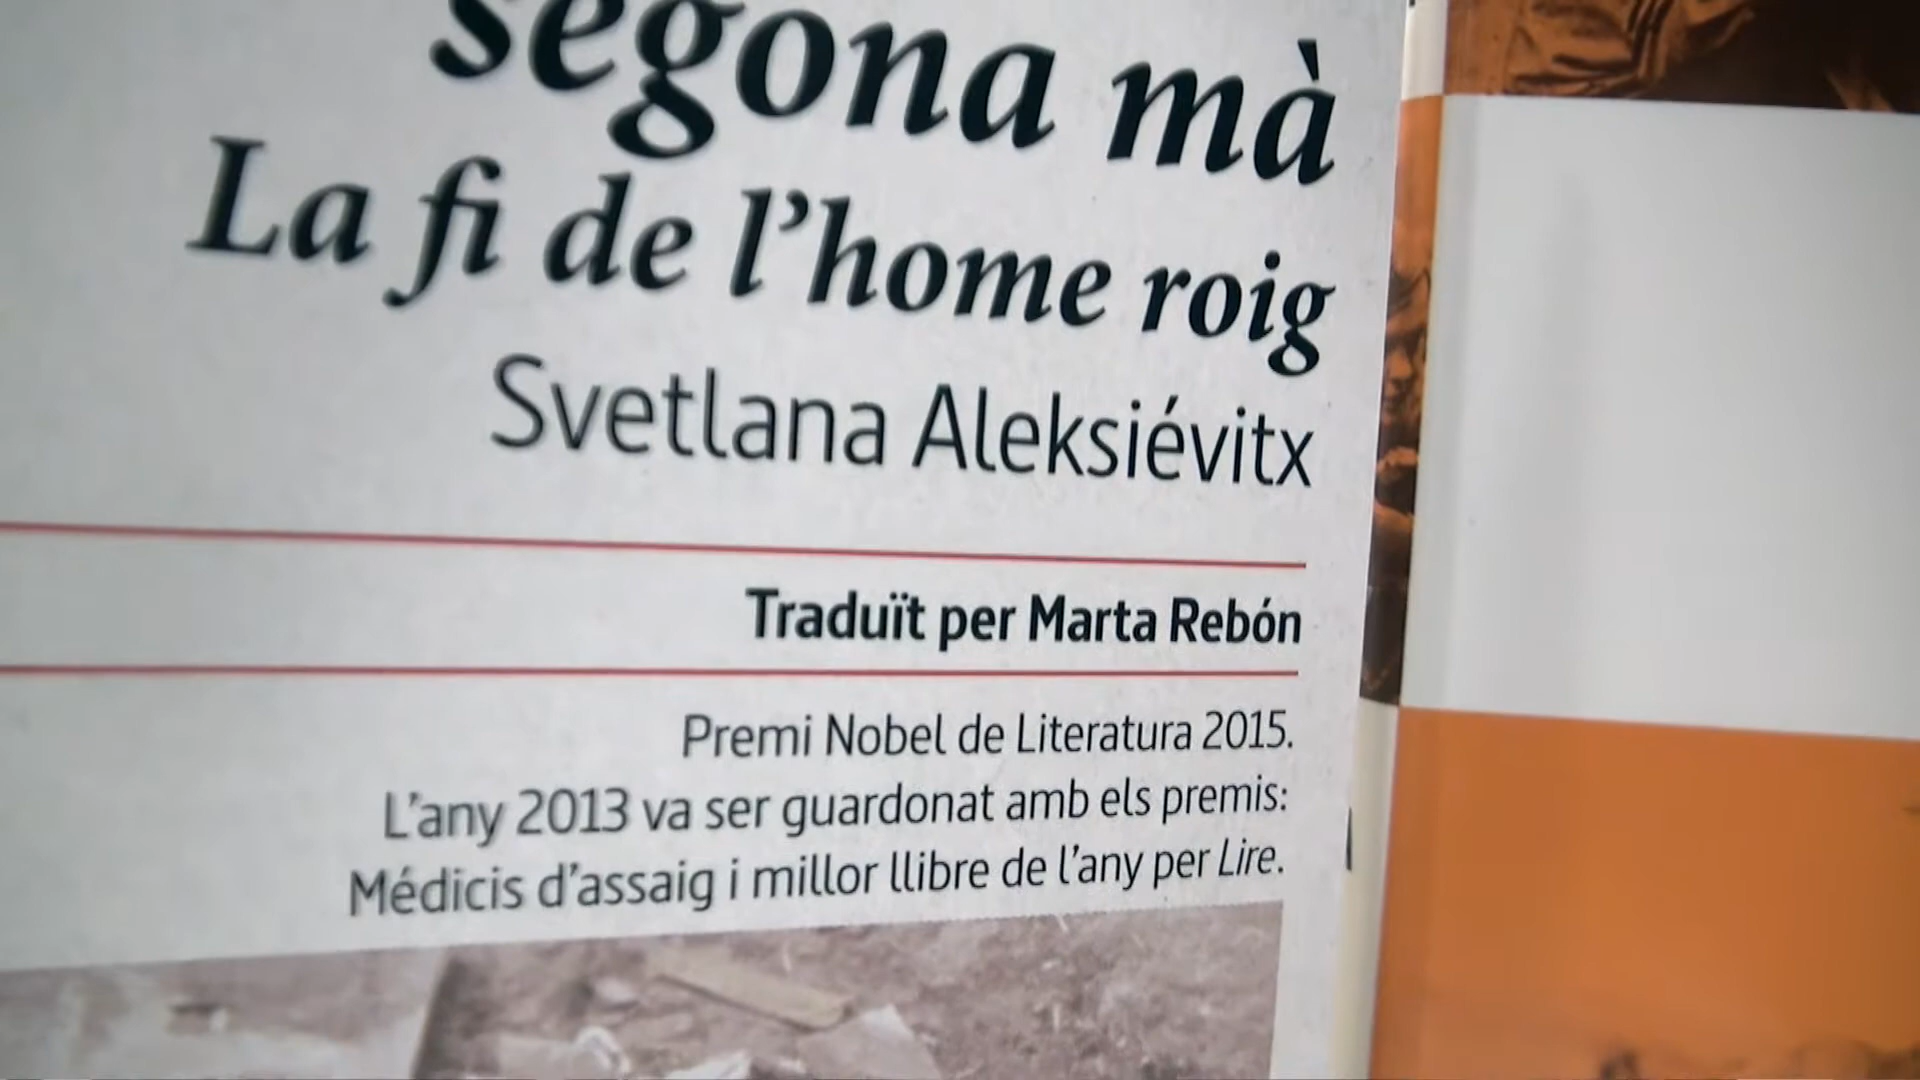 segona mà
La fi de l’home roig
Svetlana Aleksiévitx
Traduït per Marta Rebón
Premi Nobel de Literatura 2015.
L’any 2013 va ser guardonat amb els premis:
Médicis d’assaig i millor llibre de l’any per Lire.